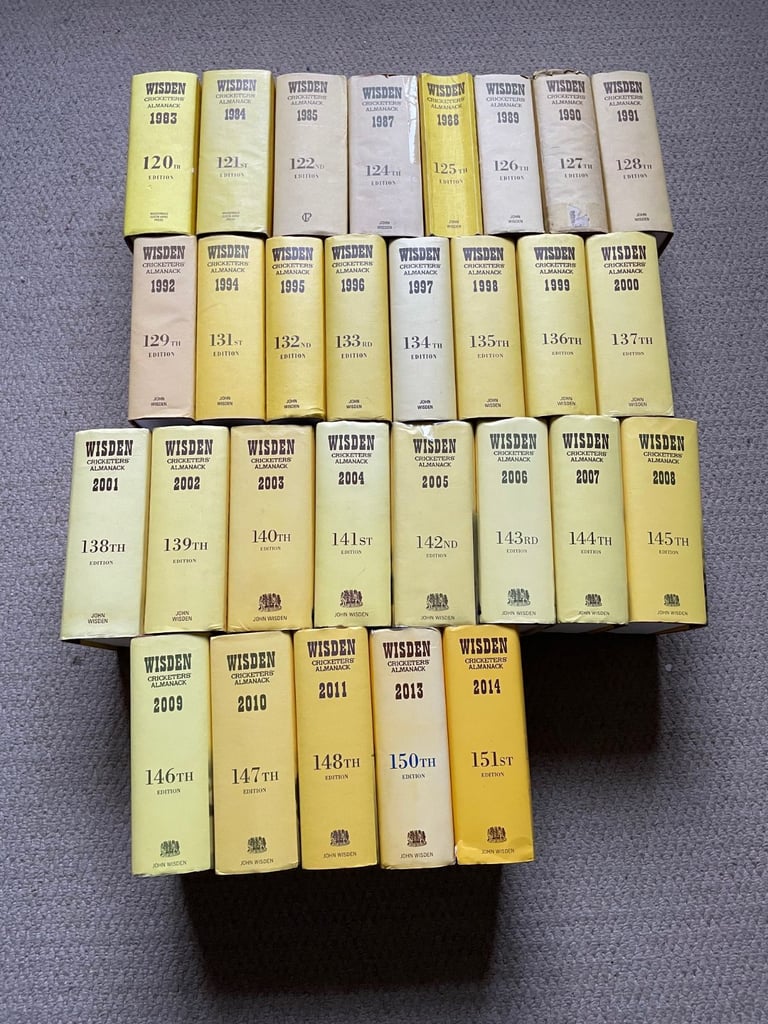 WISDEN
CRICKETERS'
ALMANACK
1983
120TH
EDITION
MACDONALD
QUEEN ANNE
PRESS
WISDEN
CRICKETERS'
ALMANACK
1984
121ST
EDITION
MACDONALD
QUEEN ANNE
PRESS
WISDEN
CRICKETERS'
ALMANACK
1985
122ND
EDITION
WISDEN
CRICKETERS'
ALMANACK
1987
124TH
EDITION
JOHN
WISDEN
WISDEN
CRICKETERS'
ALMANACK
1988
125TH
EDITION
JOHN
WISDEN
WISDEN
CRICKETERS'
ALMANACK
1989
126TH
EDITION
JOHN
WISDEN
WISDEN
CRICKETERS'
ALMANACK
1990
127TH
EDITION
WISDEN
CRICKETERS'
ALMANACK
1991
128TH
EDITION
JOHN
WISDEN
WISDEN
CRICKETERS'
ALMANACK
1992
129TH
EDITION
JOHN
WISDEN
WISDEN
CRICKETERS'
ALMANACK
1994
131ST
EDITION
JOHN
WISDEN
WISDEN
CRICKETERS'
ALMANACK
1995
132ND
EDITION
JOHN
WISDEN
WISDEN
CRICKETERS'
ALMANACK
1996
133RD
EDITION
JOHN
WISDEN
WISDEN
CRICKETERS'
ALMANACK
1997
134TH
EDITION
JOHN
WISDEN
WISDEN
CRICKETERS'
ALMANACK
1998
135TH
EDITION
JOHN
WISDEN
WISDEN
CRICKETERS'
ALMANACK
1999
136TH
EDITION
JOHN
WISDEN
WISDEN
CRICKETERS'
ALMANACK
2000
137TH
EDITION
JOHN
WISDEN
WISDEN
CRICKETERS'
ALMANACK
2001
138TH
EDITION
JOHN
WISDEN
WISDEN
CRICKETERS'
ALMANACK
2002
139TH
EDITION
JOHN
WISDEN
WISDEN
CRICKETERS'
ALMANACK
2003
140TH
EDITION
JOHN WISDEN
WISDEN
CRICKETERS'
ALMANACK
2004
141ST
EDITION
JOHN WISDEN
WISDEN
CRICKETERS'
ALMANACK
2005
142ND
EDITION
JOHN WISDEN
WISDEN
CRICKETERS'
ALMANACK
2006
143RD
EDITION
JOHN WISDEN
WISDEN
CRICKETERS'
ALMANACK
2007
144TH
EDITION
JOHN WISDEN
WISDEN
CRICKETERS'
ALMANACK
2008
145TH
EDITION
JOHN WISDEN
WISDEN
CRICKETERS'
ALMANACK
2009
146TH
EDITION
JOHN WISDEN
WISDEN
CRICKETERS'
ALMANACK
2010
147TH
EDITION
JOHN WISDEN
WISDEN
CRICKETERS'
ALMANACK
2011
148TH
EDITION
JOHN WISDEN
WISDEN
CRICKETERS'
ALMANACK
2013
150TH
EDITION
JOHN WISDEN
WISDEN
CRICKETERS'
ALMANACK
2014
151ST
EDITION
JOHN WISDEN